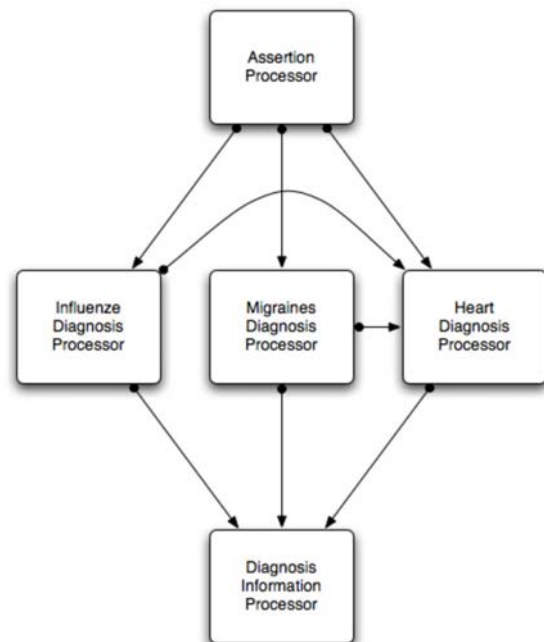 Assertion
Processor
Influenze
Diagnosis
Processor
Migraines
Diagnosis
Processor
Heart
Diagnosis
Processor
Diagnosis
Information
Processor